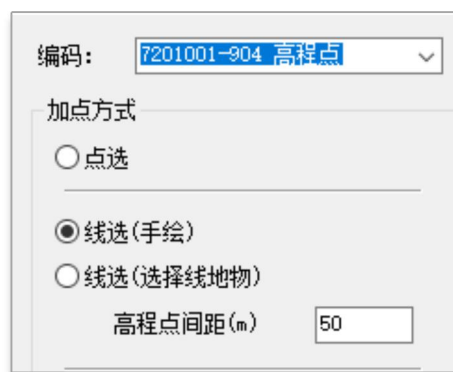 编码： 7201001-904 高程点
加点方式
点选
线选(手绘)
线选(选择线地物)
高程点间距(m) 50